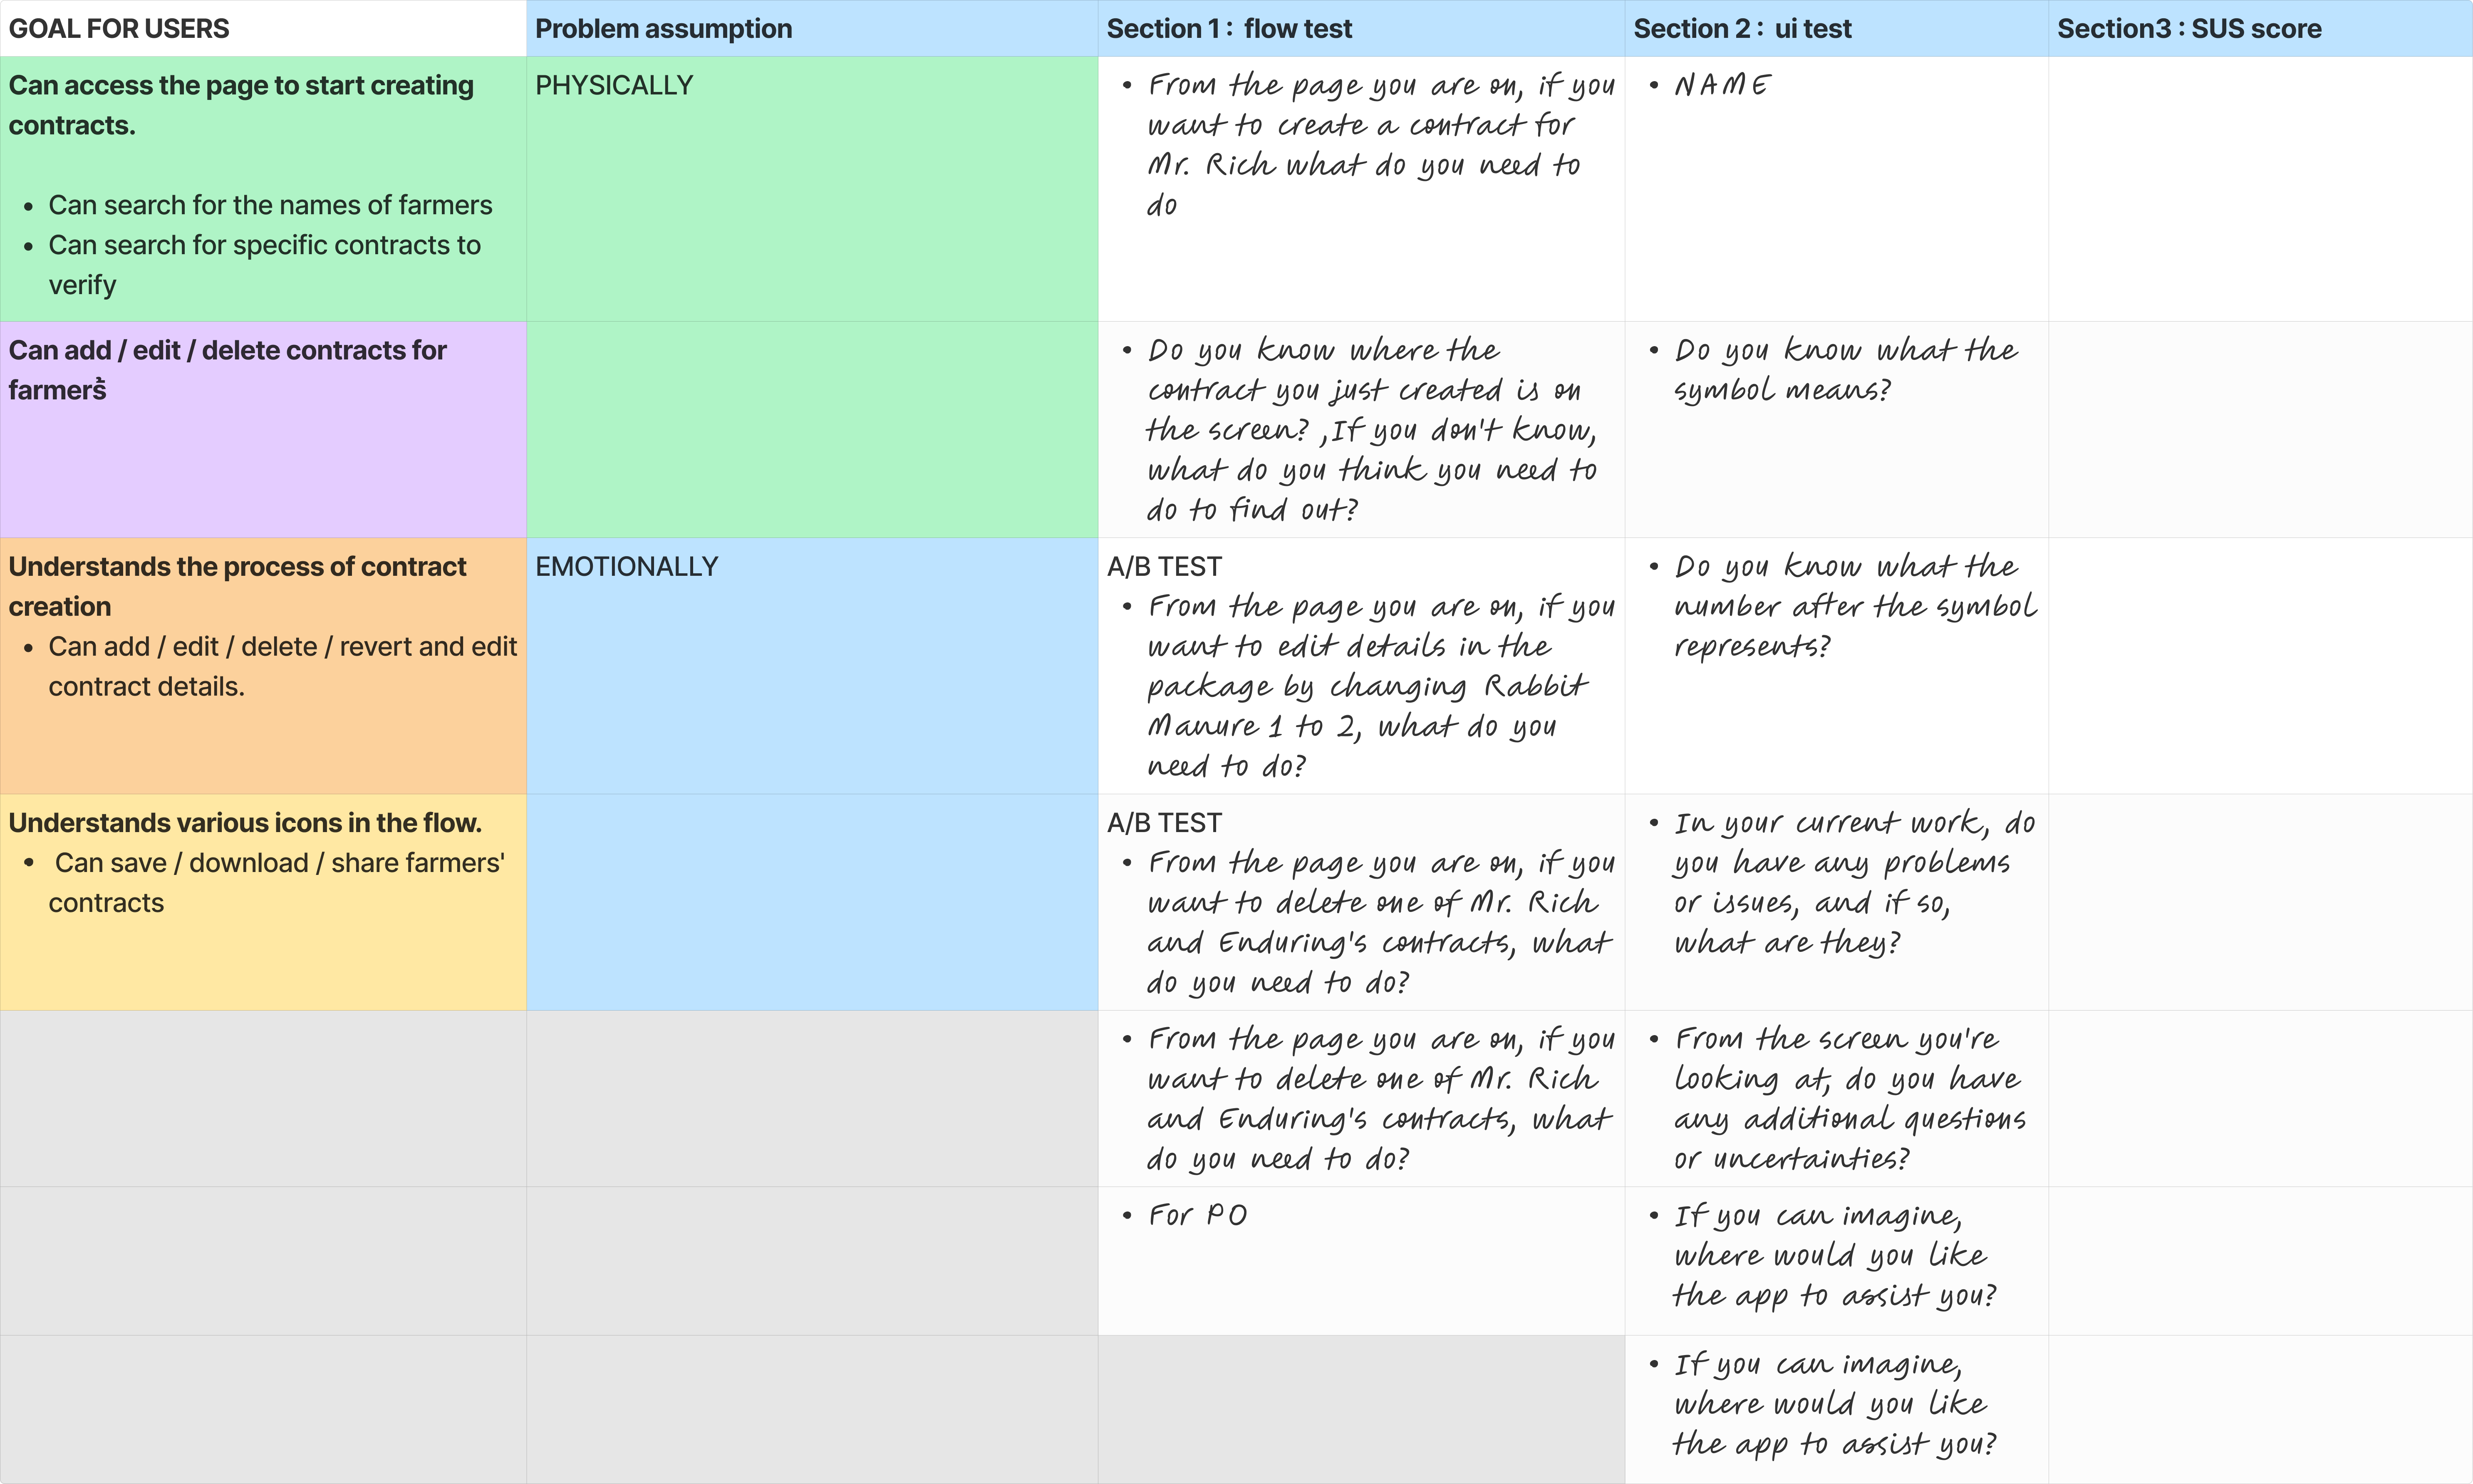 GOAL FOR USERS
Problem assumption
Section 1 : flow test
Section 2 : ui test
Section3 : SUS score
Can access the page to start creating
contracts.
• Can search for the names of farmers
• Can search for specific contracts to
verify
PHYSICALLY
• From the page you are on, if you
want to create a contract for
Mr. Rich what do you need to
do
• NAME
Can add / edit / delete contracts for
farmers๋
• Do you know where the
contract you just created is on
the screen? ,If you don't know,
what do you think you need to
do to find out?
• Do you know what the
symbol means?
Understands the process of contract
creation
• Can add / edit / delete / revert and edit
contract details.
EMOTIONALLY
A/B TEST
• From the page you are on, if you
want to edit details in the
package by changing Rabbit
Manure 1 to 2, what do you
need to do?
• Do you know what the
number after the symbol
represents?
Understands various icons in the flow.
• Can save / download / share farmers'
contracts
A/B TEST
• From the page you are on, if you
want to delete one of Mr. Rich
and Enduring's contracts, what
do you need to do?
• In your current work, do
you have any problems
or issues, and if so,
what are they?
• From the page you are on, if you
want to delete one of Mr. Rich
and Enduring's contracts, what
do you need to do?
• From the screen you're
looking at, do you have
any additional questions
or uncertainties?
• For PO
• If you can imagine,
where would you like
the app to assist you?
• If you can imagine,
where would you like
the app to assist you?